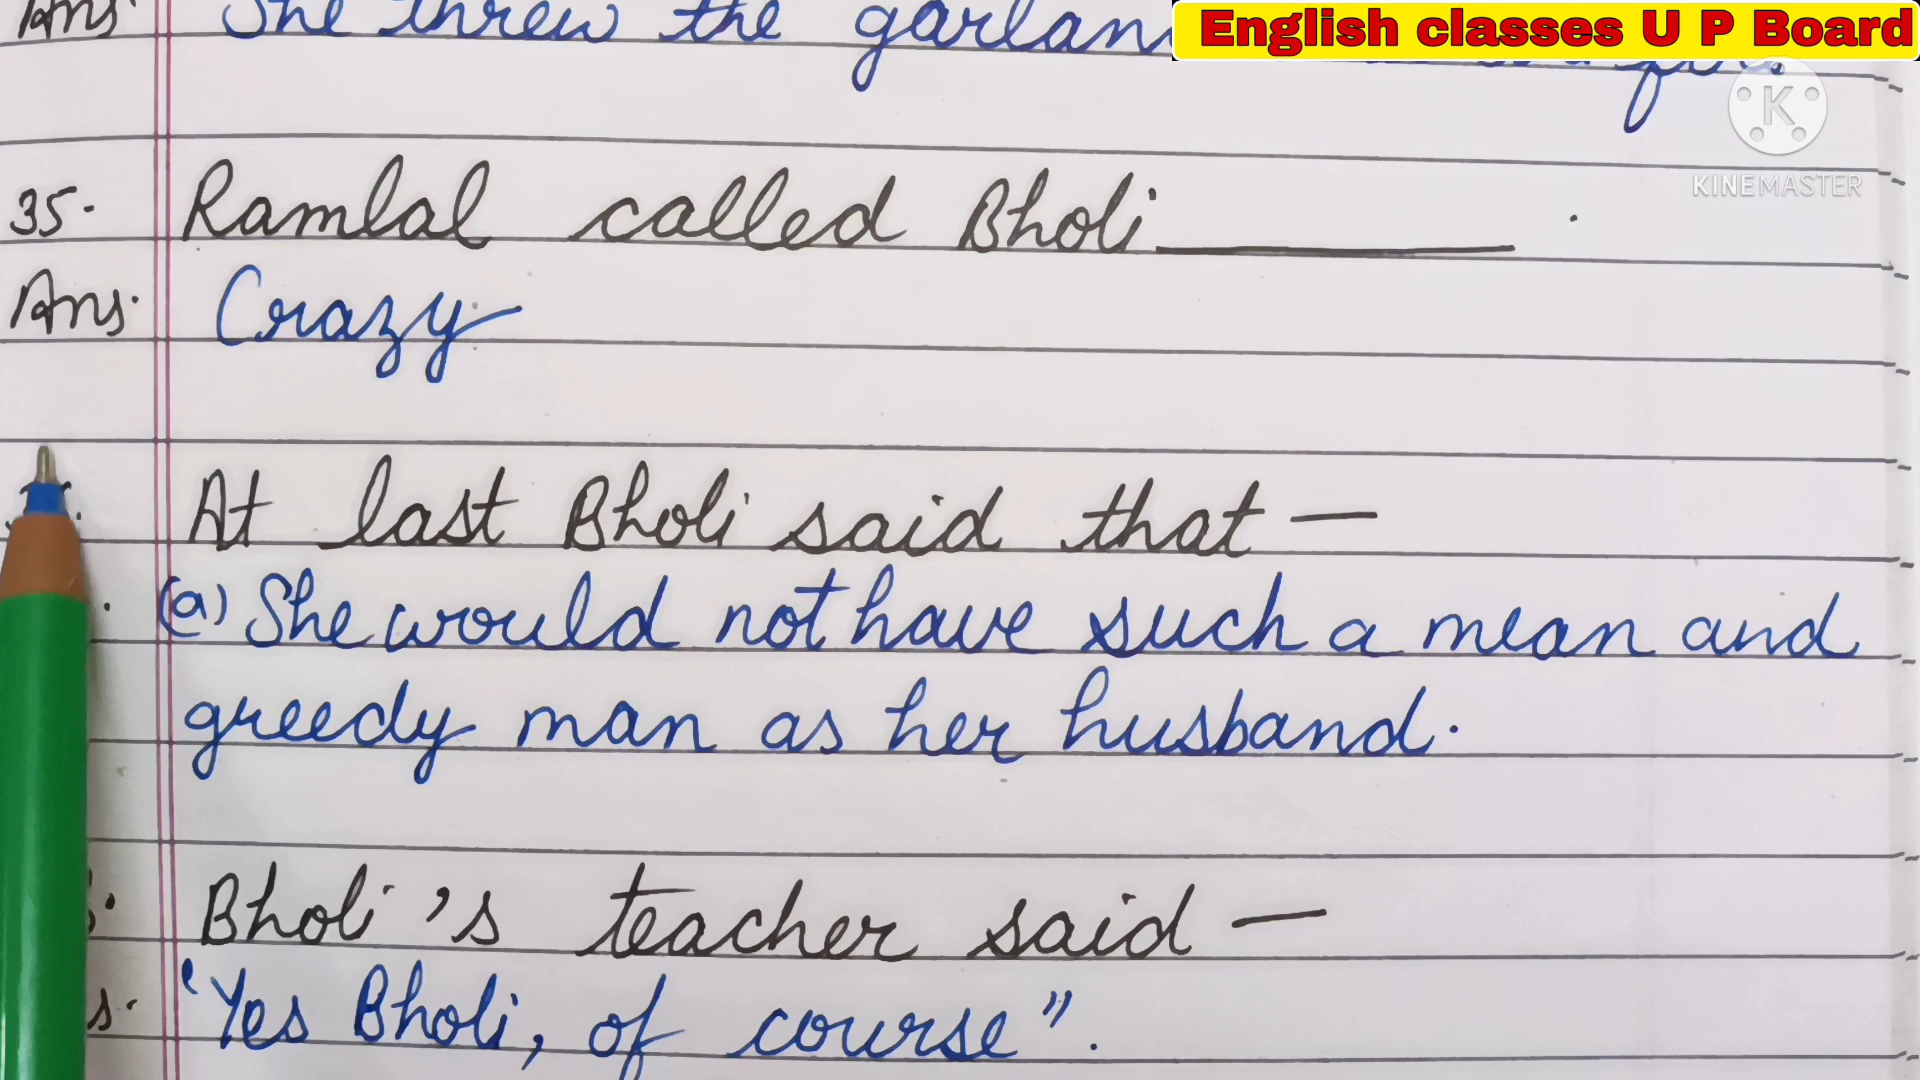 Ans She threw the garland
English classes U P Board
K
KINEMASTER
35. Ramlal called Bholi ________ .
Ans. Crazy
At last Bholi said that —
(a) She would not have such a mean and
greedy man as her husband.
Bholi's teacher said —
s. "Yes Bholi, of course".